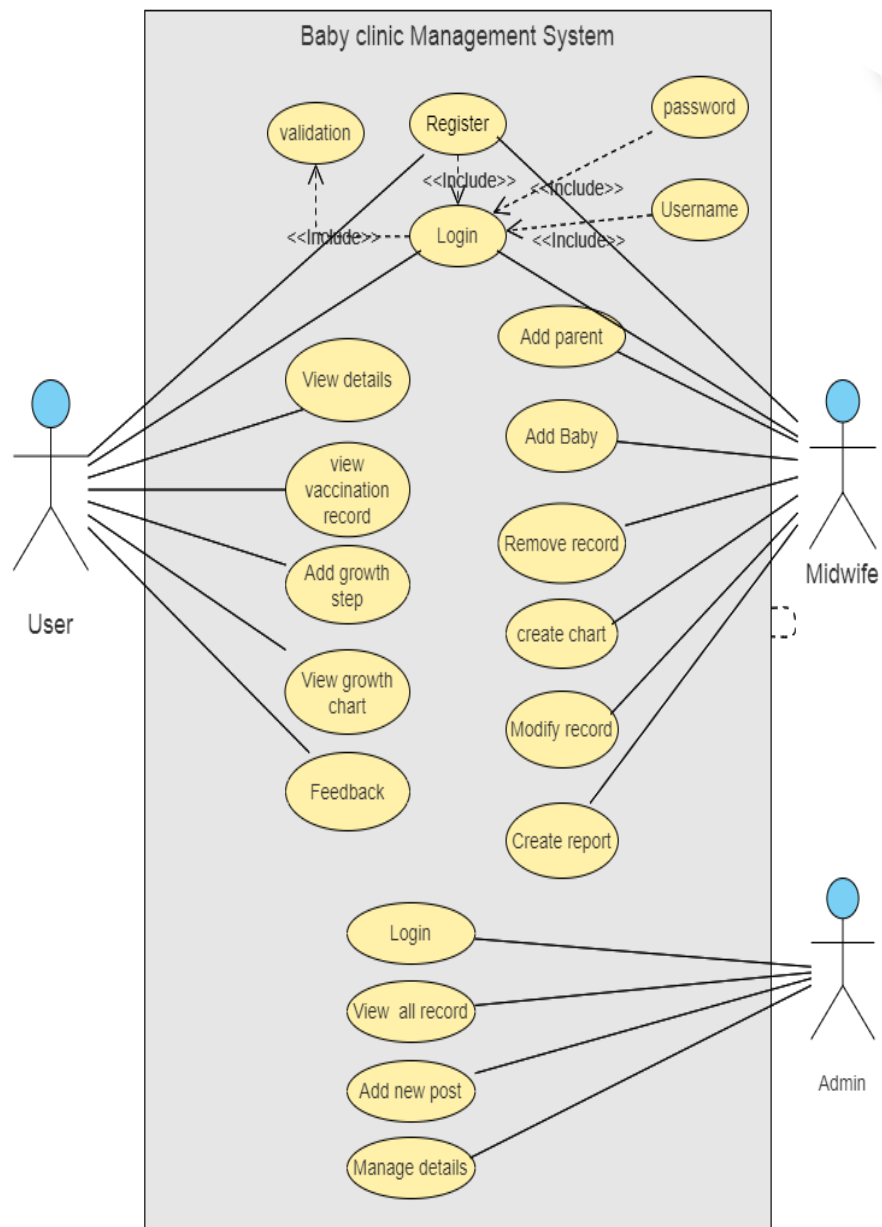 Baby clinic Management System
validation
Register
password
<<Include>>
<<Include>>
Username
<<Include>>
Login
<<Include>>
Add parent
View details
Add Baby
view
vaccination
record
Remove record
Add growth
step
User
Midwife
create chart
View growth
chart
Modify record
Feedback
Create report
Login
View all record
Add new post
Admin
Manage details